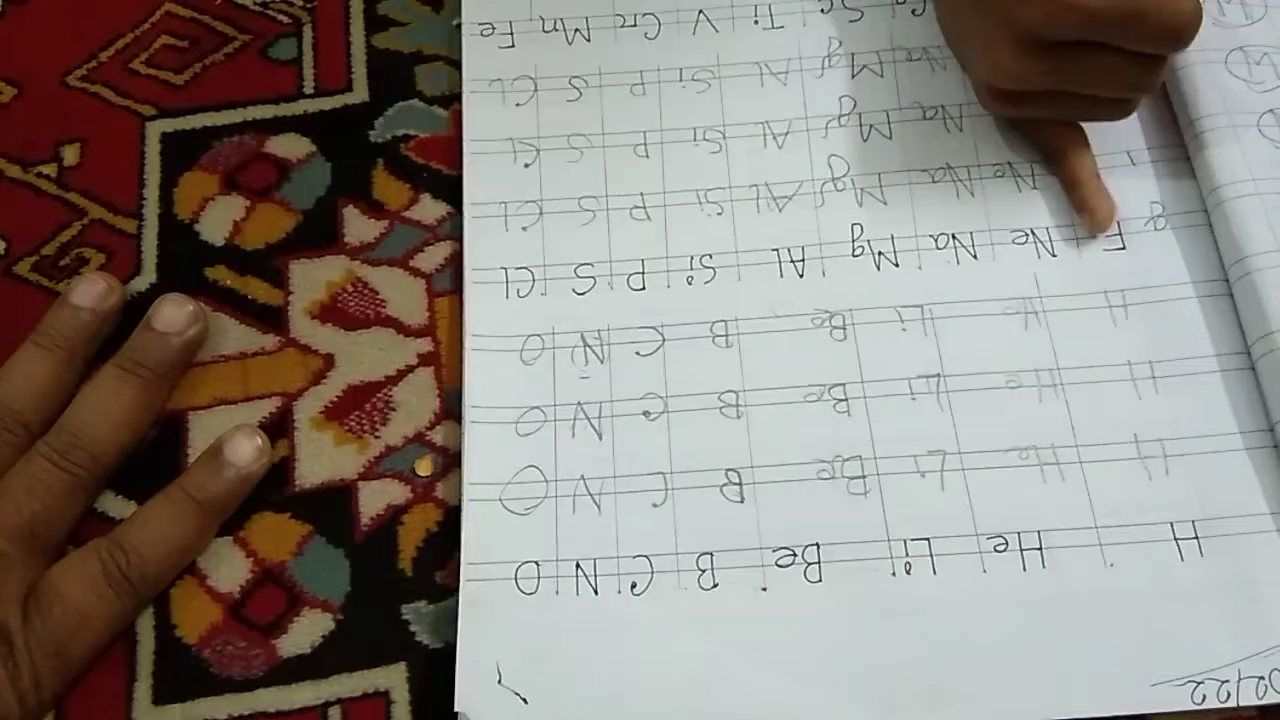 02/22
H He Li Be B C N O
H He Li Be B C N O
H He Li Be B C N O
H He Li Be B C N O
F Ne Na Mg AL Si P S Cl
Ne Na Mg AL Si P S CL
Na Mg AL Si P S CL
Na Mg AL Si P S CL
Sc Ti V Cr Mn Fe